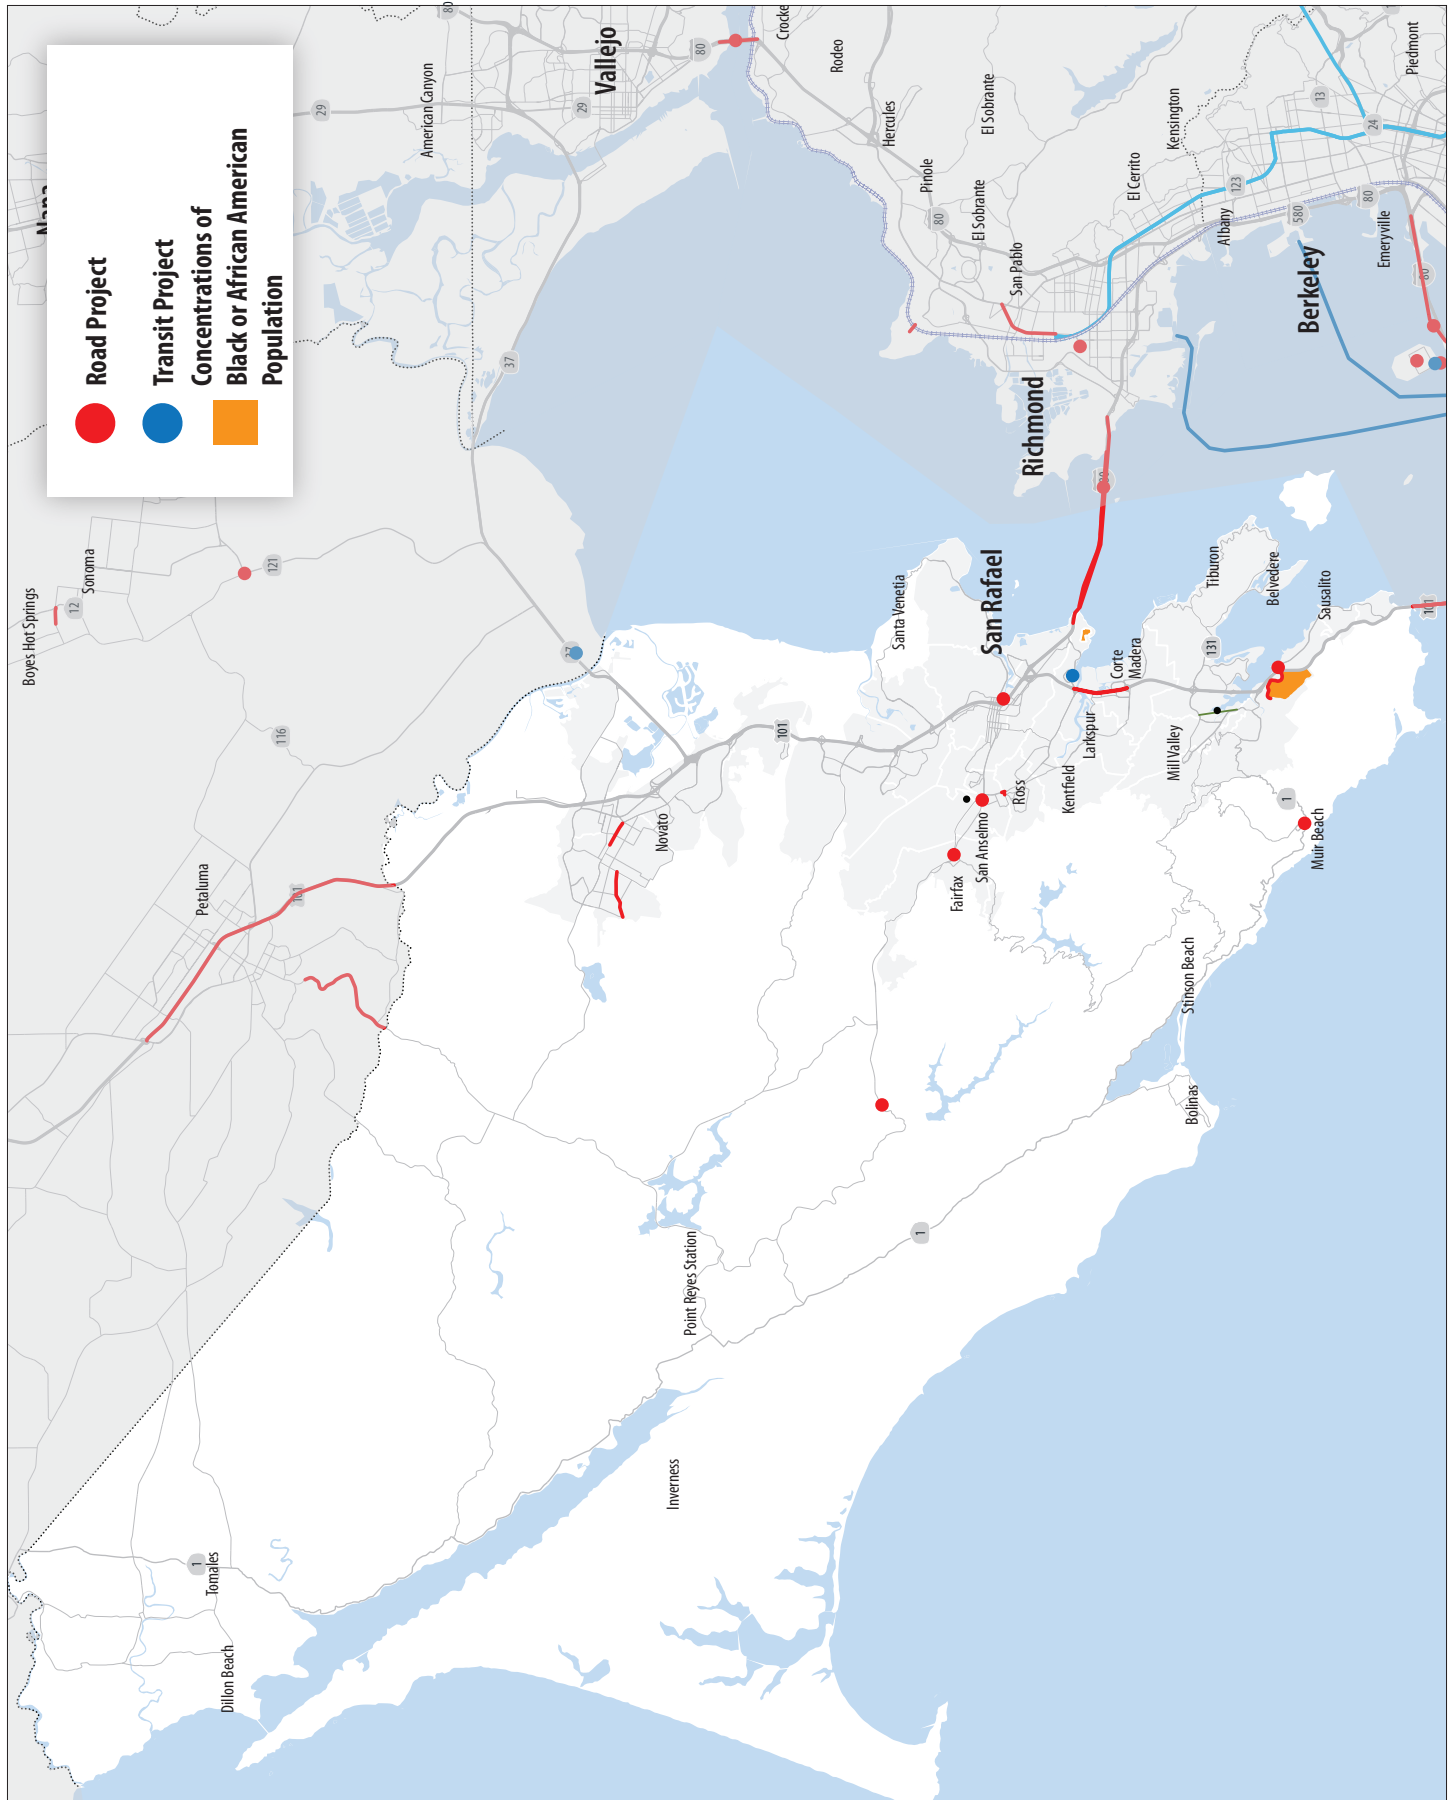 Road Project
Transit Project
Concentrations of
Black or African American
Population
Boyes Hot Springs
12
Sonoma
121
116
Petaluma
101
29
American Canyon
80
Vallejo
80
29
37
Crocke
Rodeo
Hercules
El Sobrante
Pinole
80
El Sobrante
San Pablo
Richmond
El Cerrito
Kensington
123
Albany
580
80
Berkeley
Emeryville
80
13
24
Piedmont
Novato
101
Santa Venetia
San Rafael
Fairfax
San Anselmo
Ross
Kentfield
Larkspur
Corte
Madera
Mill Valley
131
Tiburon
Belvedere
Sausalito
101
1
Muir Beach
Stinson Beach
Bolinas
1
Point Reyes Station
Inverness
1
Tomales
Dillon Beach